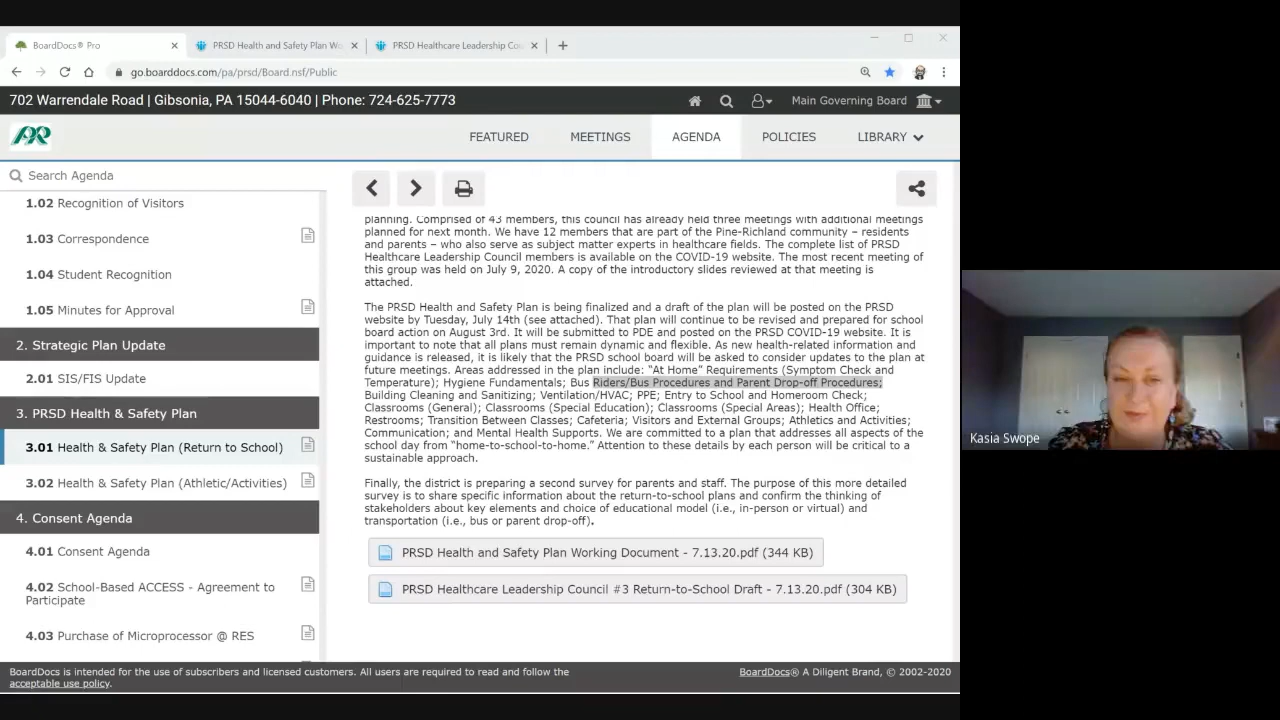 BoardDocs® Pro
PRSD Health and Safety Plan Wo
PRSD Healthcare Leadership Cou
go.boarddocs.com/pa/prsd/Board.nsf/Public
702 Warrendale Road | Gibsonia, PA 15044-6040 | Phone: 724-625-7773
Main Governing Board
PR
FEATURED
MEETINGS
AGENDA
POLICIES
LIBRARY
Search Agenda
1.02 Recognition of Visitors
1.03 Correspondence
1.04 Student Recognition
1.05 Minutes for Approval
2. Strategic Plan Update
2.01 SIS/FIS Update
3. PRSD Health & Safety Plan
3.01 Health & Safety Plan (Return to School)
3.02 Health & Safety Plan (Athletic/Activities)
4. Consent Agenda
4.01 Consent Agenda
4.02 School-Based ACCESS - Agreement to
Participate
4.03 Purchase of Microprocessor @ RES
planning. Comprised of 43 members, this council has already held three meetings with additional meetings
planned for next month. We have 12 members that are part of the Pine-Richland community – residents
and parents – who also serve as subject matter experts in healthcare fields. The complete list of PRSD
Healthcare Leadership Council members is available on the COVID-19 website. The most recent meeting of
this group was held on July 9, 2020. A copy of the introductory slides reviewed at that meeting is
attached.
The PRSD Health and Safety Plan is being finalized and a draft of the plan will be posted on the PRSD
website by Tuesday, July 14th (see attached). That plan will continue to be revised and prepared for school
board action on August 3rd. It will be submitted to PDE and posted on the PRSD COVID-19 website. It is
important to note that all plans must remain dynamic and flexible. As new health-related information and
guidance is released, it is likely that the PRSD school board will be asked to consider updates to the plan at
future meetings. Areas addressed in the plan include: “At Home” Requirements (Symptom Check and
Temperature); Hygiene Fundamentals; Bus Riders/Bus Procedures and Parent Drop-off Procedures;
Building Cleaning and Sanitizing; Ventilation/HVAC; PPE; Entry to School and Homeroom Check;
Classrooms (General); Classrooms (Special Education); Classrooms (Special Areas); Health Office;
Restrooms; Transition Between Classes; Cafeteria; Visitors and External Groups; Athletics and Activities;
Communication; and Mental Health Supports. We are committed to a plan that addresses all aspects of the
school day from “home-to-school-to-home.” Attention to these details by each person will be critical to a
sustainable approach.
Finally, the district is preparing a second survey for parents and staff. The purpose of this more detailed
survey is to share specific information about the return-to-school plans and confirm the thinking of
stakeholders about key elements and choice of educational model (i.e., in-person or virtual) and
transportation (i.e., bus or parent drop-off).
PRSD Health and Safety Plan Working Document - 7.13.20.pdf (344 KB)
PRSD Healthcare Leadership Council #3 Return-to-School Draft - 7.13.20.pdf (304 KB)
BoardDocs is intended for the use of subscribers and licensed customers. All users are required to read and follow the
acceptable use policy.
BoardDocs® A Diligent Brand, © 2002-2020
Kasia Swope